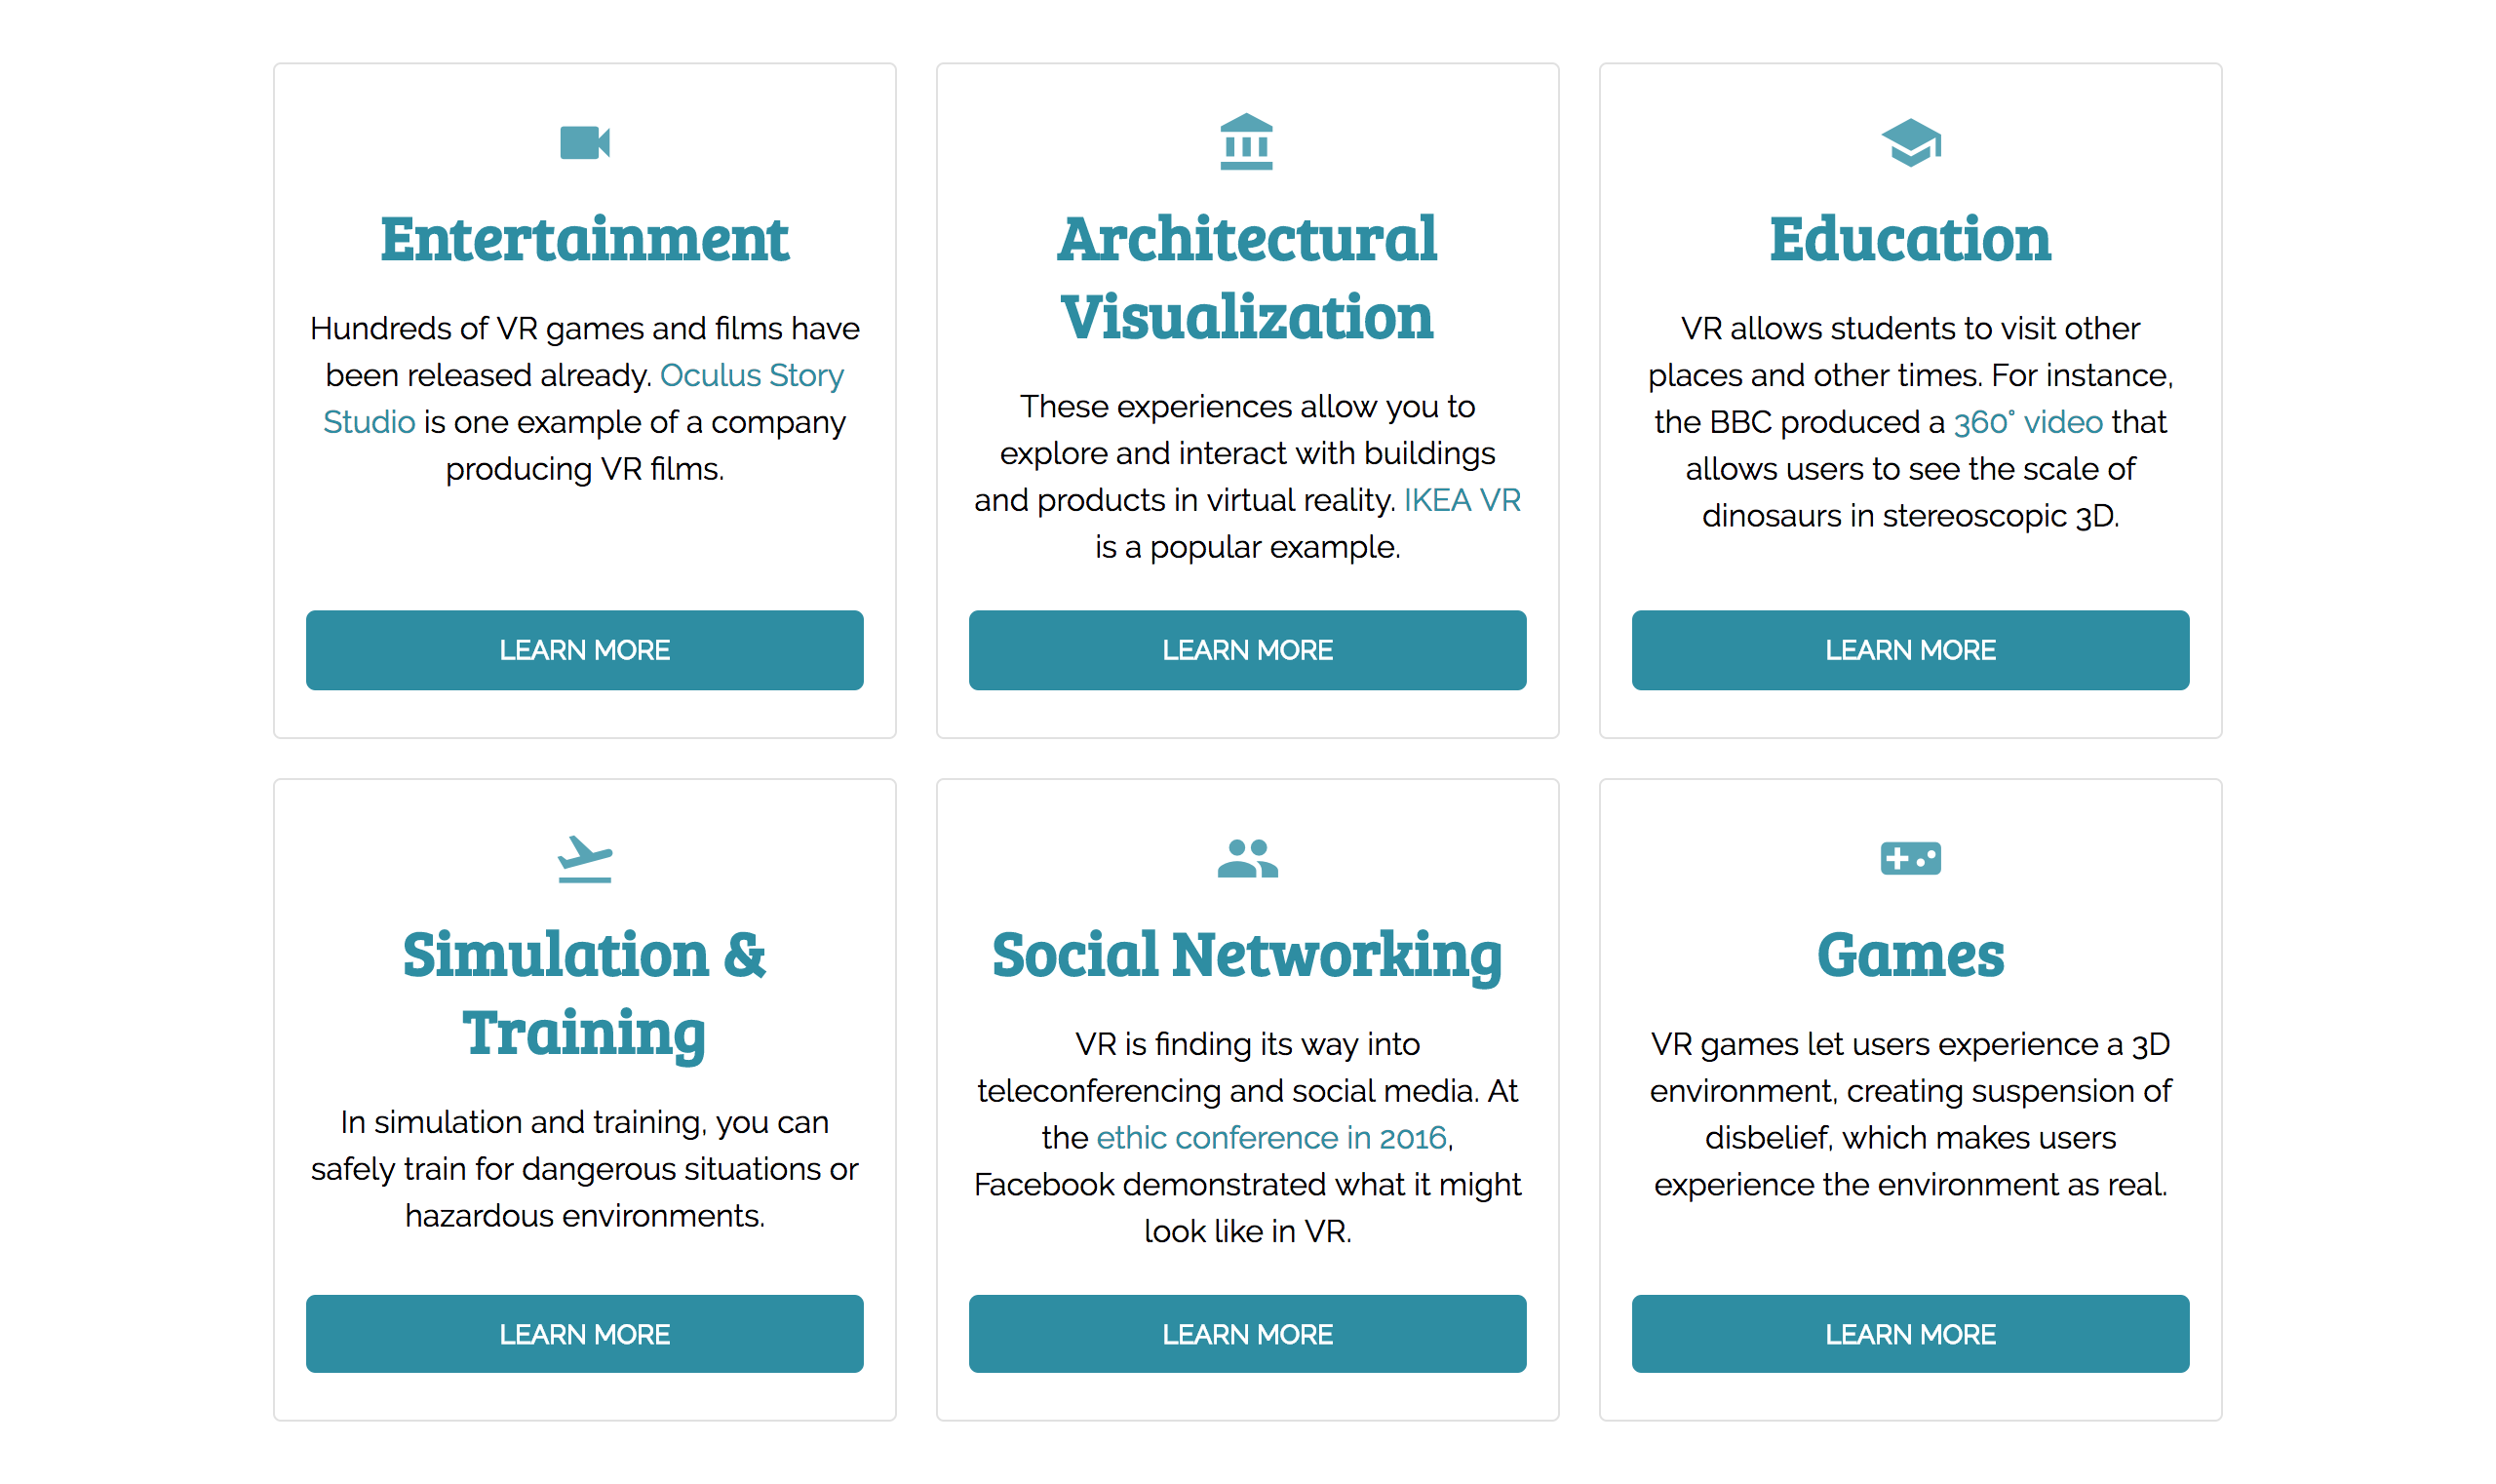 Entertainment
Hundreds of VR games and films have
been released already. Oculus Story
Studio is one example of a company
producing VR films.
LEARN MORE
Architectural
Visualization
These experiences allow you to
explore and interact with buildings
and products in virtual reality. IKEA VR
is a popular example.
LEARN MORE
Education
VR allows students to visit other
places and other times. For instance,
the BBC produced a 360° video that
allows users to see the scale of
dinosaurs in stereoscopic 3D.
LEARN MORE
Simulation &
Training
In simulation and training, you can
safely train for dangerous situations or
hazardous environments.
LEARN MORE
Social Networking
VR is finding its way into
teleconferencing and social media. At
the ethic conference in 2016,
Facebook demonstrated what it might
look like in VR.
LEARN MORE
Games
VR games let users experience a 3D
environment, creating suspension of
disbelief, which makes users
experience the environment as real.
LEARN MORE